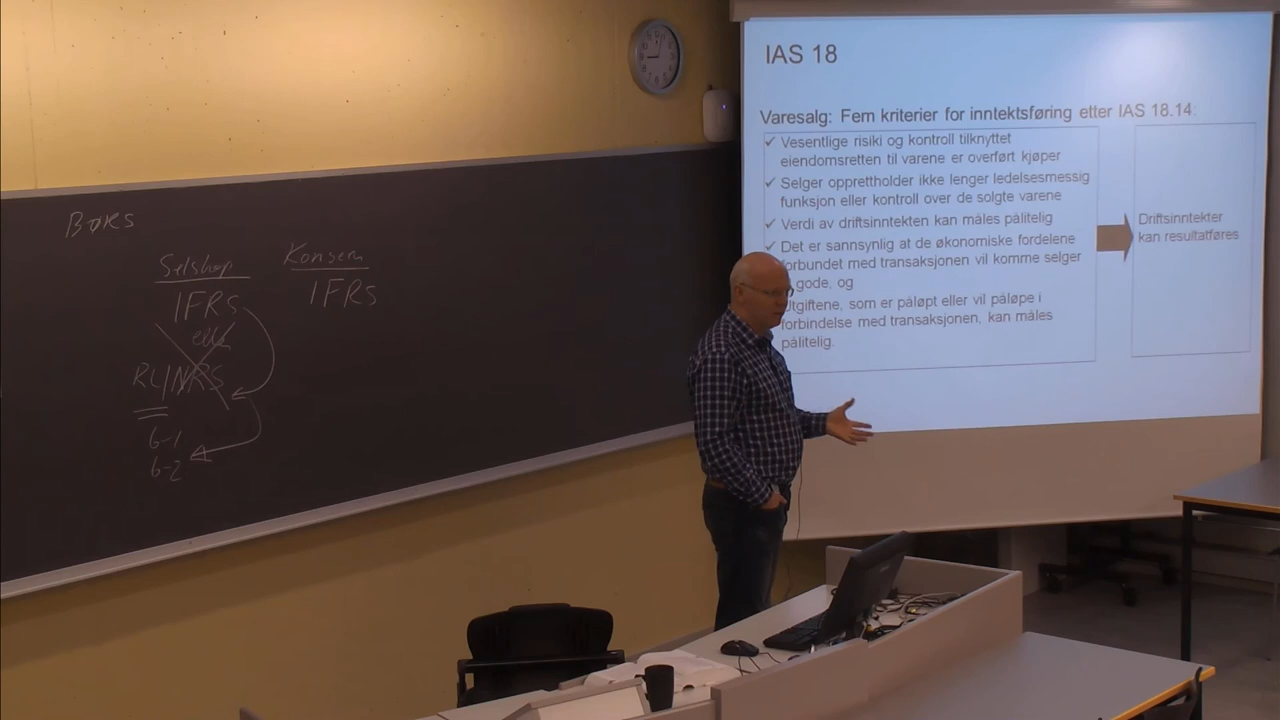 BØRS
Selskap
Konsern
IFRS
IFRS
eller
RL/NRS
6-1
6-2
IAS 18
Varesalg: Fem kriterier for inntektsføring etter IAS 18.14:
✓ Vesentlige risiki og kontroll tilknyttet
eiendomsretten til varene er overført kjøper
✓ Selger opprettholder ikke lenger ledelsesmessig
funksjon eller kontroll over de solgte varene
✓ Verdi av driftsinntekten kan måles pålitelig
✓ Det er sannsynlig at de økonomiske fordelene
forbundet med transaksjonen vil komme selger
gode, og
Utgiftene, som er påløpt eller vil påløpe i
forbindelse med transaksjonen, kan måles
pålitelig.
Driftsinntekter
kan resultatføres